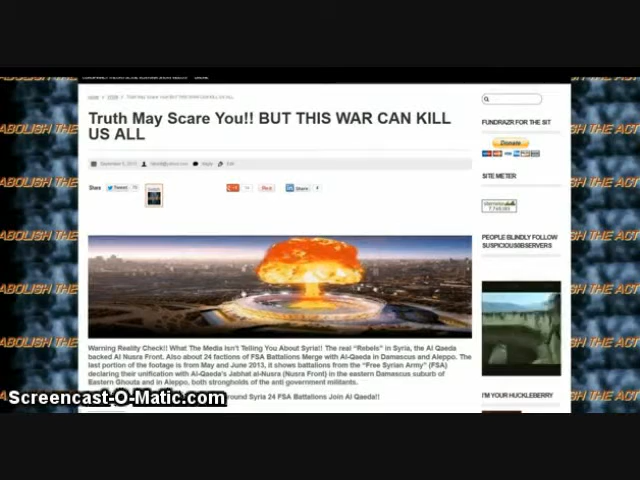 ABOLISH THE
Truth May Scare You!! BUT THIS WAR CAN KILL
US ALL
Share
Tweet
Pin it
Share
FUNDRAZR FOR THE SIT
Donate
SITE METER
PEOPLE BLINDLY FOLLOW
SUSPICIOUS0BSERVERS
Warning Reality Check!! What The Media Isn't Telling You About Syria!! The real "Rebels" in Syria, the Al Qaeda
backed Al Nusra Front. Also about 24 factions of FSA Battalions Merge with Al-Qaeda in Damascus and Aleppo. The
last portion of the footage is from May and June 2013, it shows battalions from the "Free Syrian Army" (FSA)
declaring their unification with Al-Qaeda's Jabhat al-Nusra (Nusra Front) in the eastern Damascus suburb of
Eastern Ghouta and in Aleppo, both strongholds of the anti government militants.
ound Syria 24 FSA Battalions Join Al Qaeda!!
I'M YOUR HUCKLEBERRY
ABOLISH THE
SH THE ACT
ABOLISH THE
SH THE ACT
ABOLISH THE
SH THE ACT
ABOLISH THE
SH THE ACT
Screencast-O-Matic.com